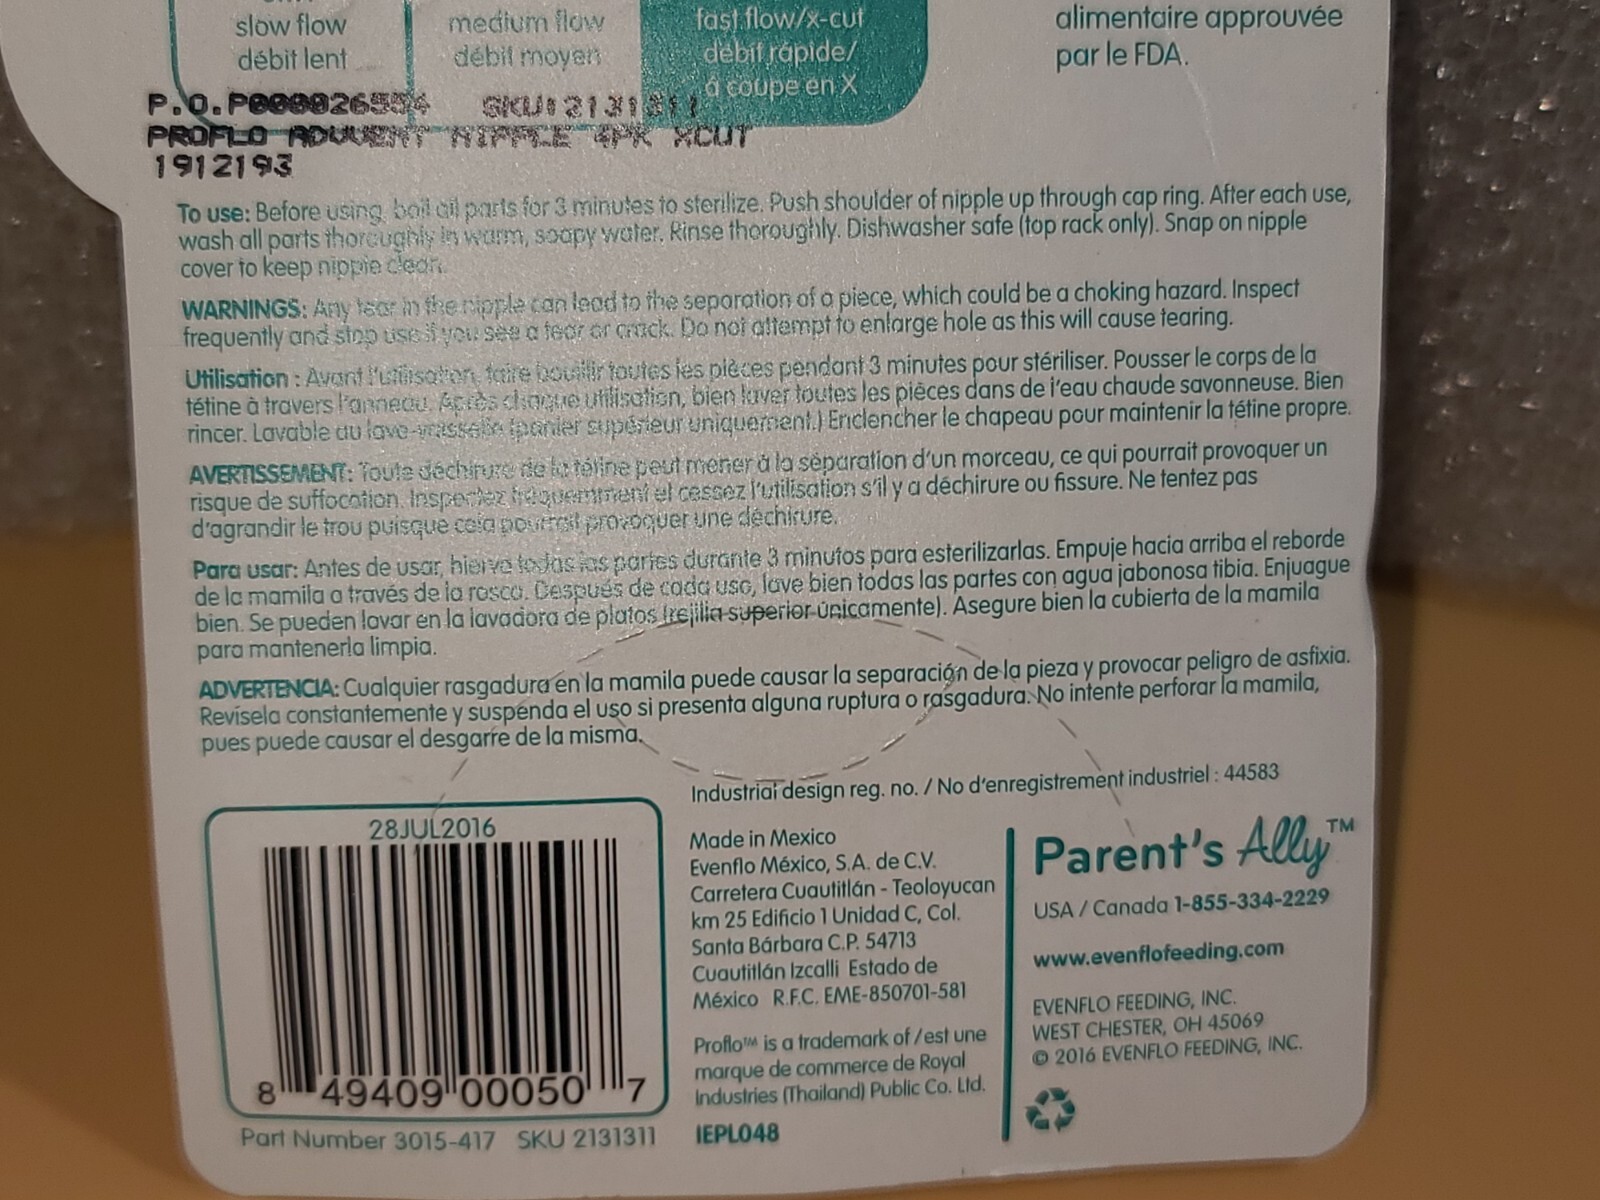 slow flow
débit lent
medium flow
débit moyen
fast flow/x-cut
débit rapide/
à coupe en X
alimentaire approuvée
par le FDA.
P.O.P000026554 SKU:2131311
PROFLO ADVVENT NIPPLE 4PK XCUT
1912193
To use: Before using, boil all parts for 3 minutes to sterilize. Push shoulder of nipple up through cap ring. After each use,
wash all parts thoroughly in warm, soapy water. Rinse thoroughly. Dishwasher safe (top rack only). Snap on nipple
cover to keep nipple clean.
WARNINGS: Any tear in the nipple can lead to the separation of a piece, which could be a choking hazard. Inspect
frequently and stop use if you see a tear or crack. Do not attempt to enlarge hole as this will cause tearing.
Utilisation : Avant l'utilisation, faire bouillir toutes les pièces pendant 3 minutes pour stériliser. Pousser le corps de la
tétine à travers l'anneau. Après chaque utilisation, bien laver toutes les pièces dans de l'eau chaude savonneuse. Bien
rincer. Lavable au lave-vaisselle (panier supérieur uniquement.) Enclencher le chapeau pour maintenir la tétine propre.
AVERTISSEMENT: Toute déchirure de la tétine peut mener à la séparation d'un morceau, ce qui pourrait provoquer un
risque de suffocation. Inspectez fréquemment et cessez l'utilisation s'il y a déchirure ou fissure. Ne tentez pas
d'agrandir le trou puisque cela pourrait provoquer une déchirure.
Para usar: Antes de usar, hierva todas las partes durante 3 minutos para esterilizarlas. Empuje hacia arriba el reborde
de la mamila a través de la rosca. Después de cada uso, lave bien todas las partes con agua jabonosa tibia. Enjuague
bien. Se pueden lavar en la lavadora de platos (rejilla superior únicamente). Asegure bien la cubierta de la mamila
para mantenerla limpia.
ADVERTENCIA: Cualquier rasgadura en la mamila puede causar la separación de la pieza y provocar peligro de asfixia.
Revísela constantemente y suspenda el uso si presenta alguna ruptura o rasgadura. No intente perforar la mamila,
pues puede causar el desgarre de la misma.
Industrial design reg. no. / No d'enregistrement industriel : 44583
28JUL2016
8 49409 00050 7
Part Number 3015-417 SKU 2131311
Made in Mexico
Evenflo México, S.A. de C.V.
Carretera Cuautitlán - Teoloyucan
km 25 Edificio 1 Unidad C, Col.
Santa Bárbara C.P. 54713
Cuautitlán Izcalli Estado de
México R.F.C. EME-850701-581
Proflo™ is a trademark of / est une
marque de commerce de Royal
Industries (Thailand) Public Co. Ltd.
IEPL048
Parent's Ally™
USA / Canada 1-855-334-2229
www.evenflofeeding.com
EVENFLO FEEDING, INC.
WEST CHESTER, OH 45069
© 2016 EVENFLO FEEDING, INC.